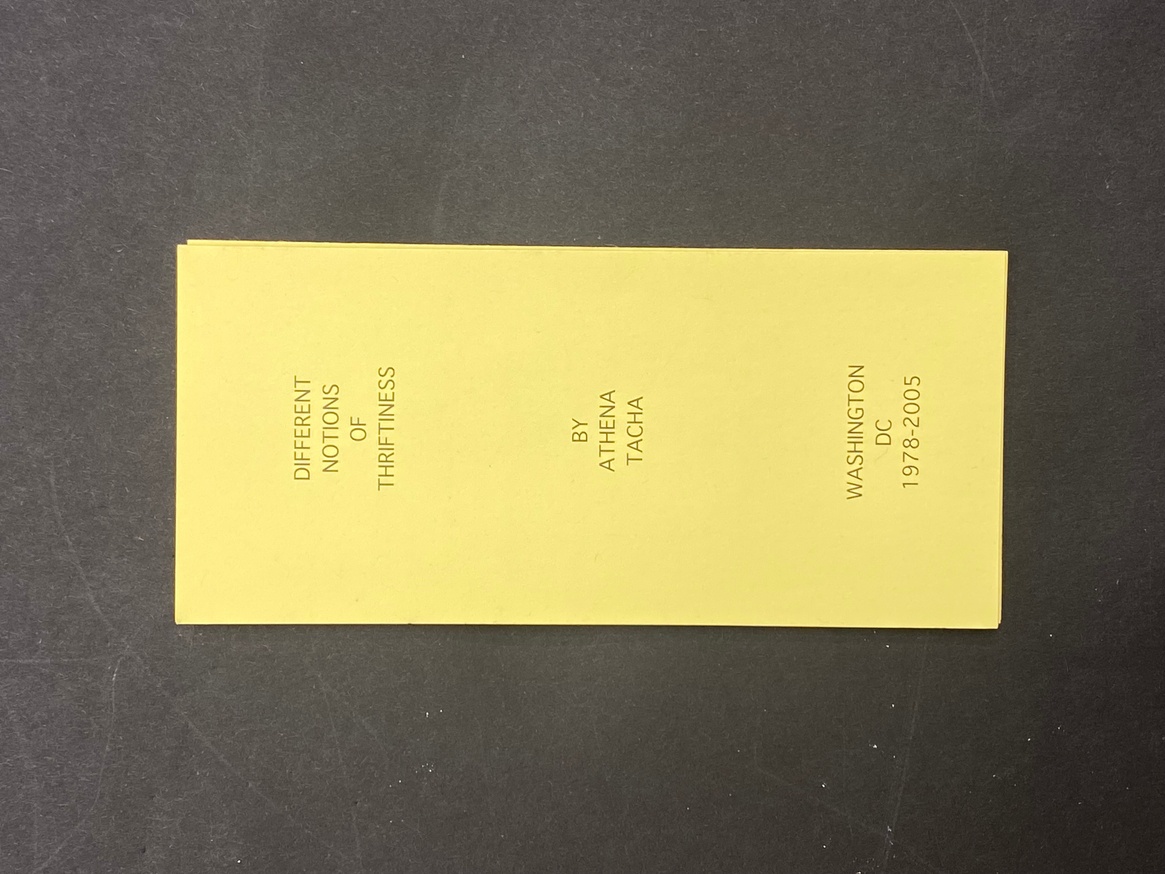 DIFFERENT
NOTIONS
OF
THRIFTINESS
BY
ATHENA
TACHA
WASHINGTON
DC
1978-2005